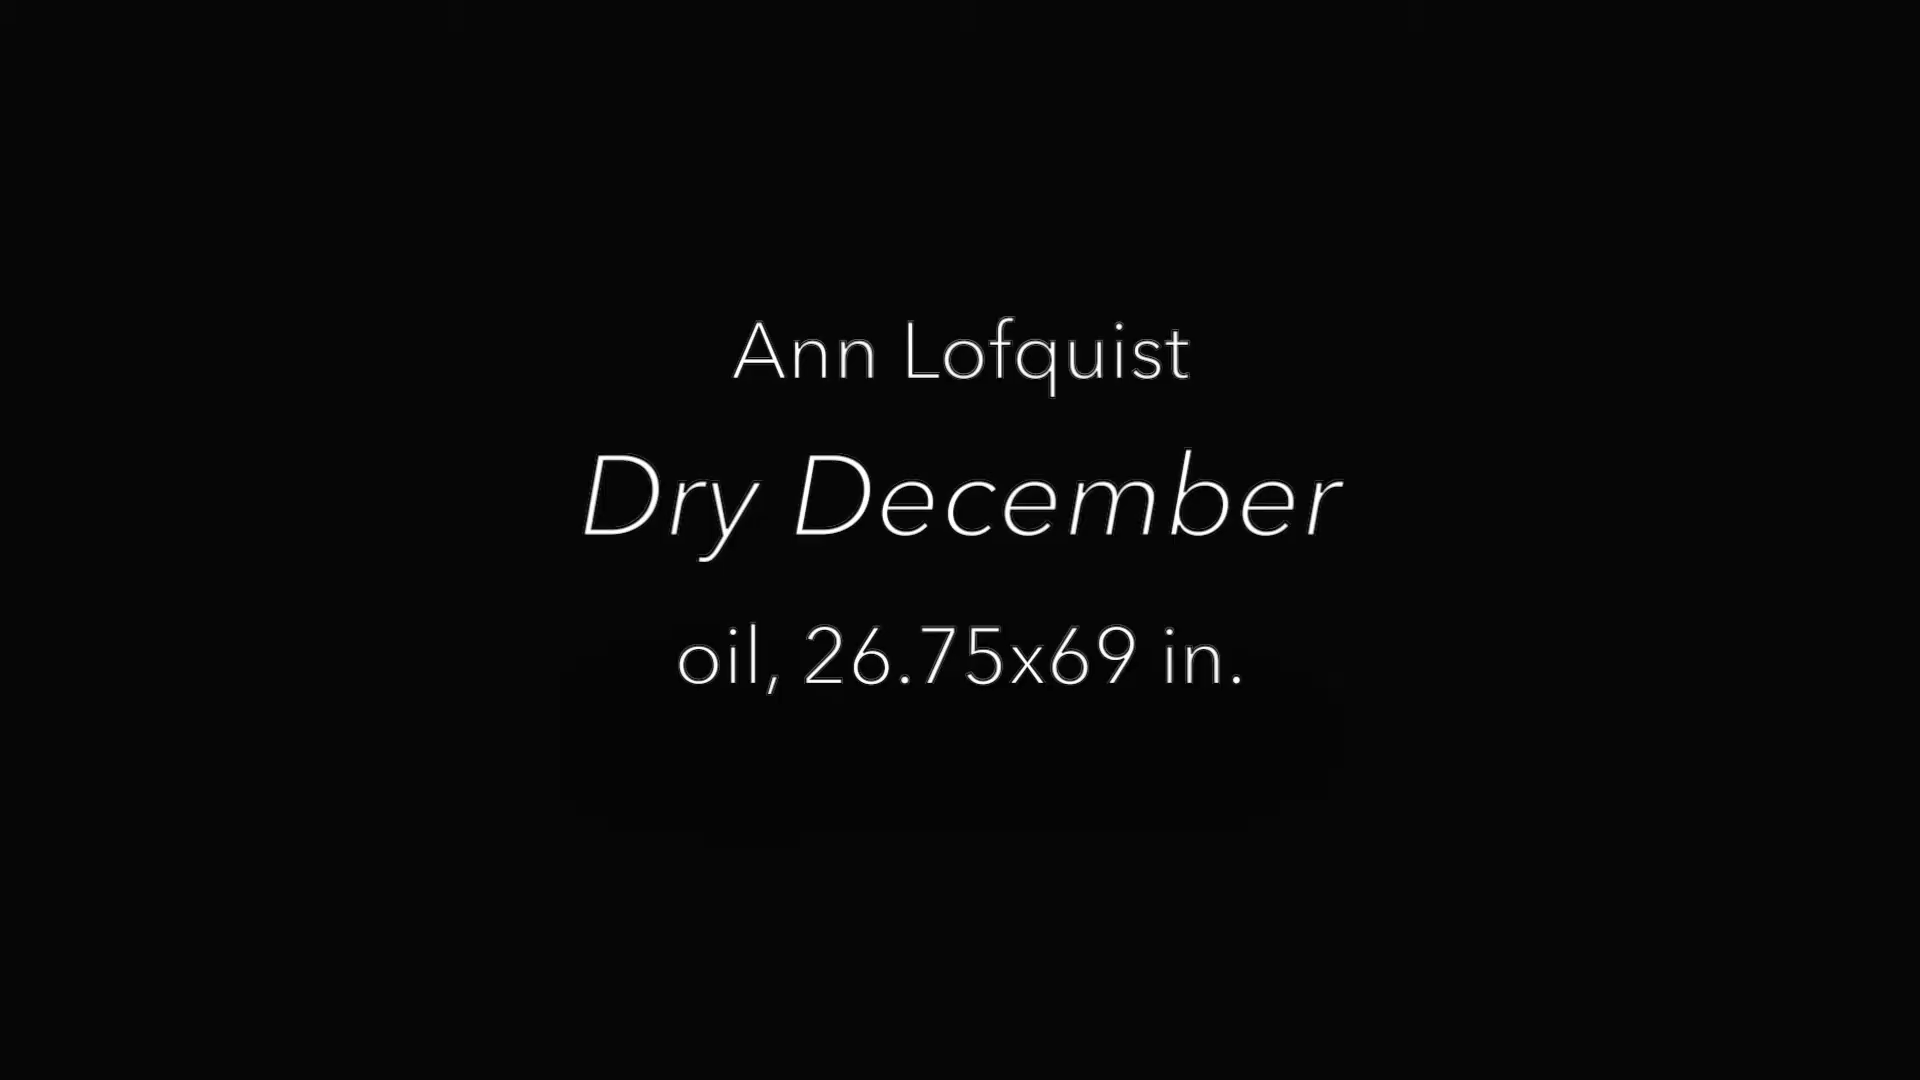 Ann Lofquist
Dry December
oil, 26.75x69 in.